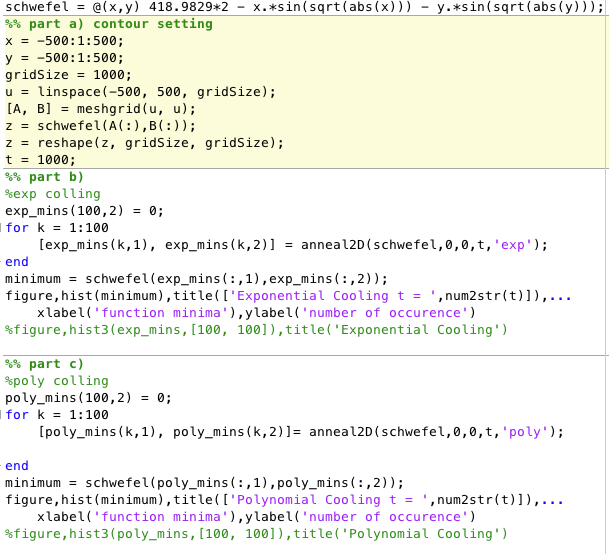 schwefel = @(x,y) 418.9829*2 - x.*sin(sqrt(abs(x))) - y.*sin(sqrt(abs(y)));
%% part a) contour setting
x = -500:1:500;
y = -500:1:500;
gridSize = 1000;
u = linspace(-500, 500, gridSize);
[A, B] = meshgrid(u, u);
z = schwefel(A(:),B(:));
z = reshape(z, gridSize, gridSize);
t = 1000;
%% part b)
%exp colling
exp_mins(100,2) = 0;
for k = 1:100
    [exp_mins(k,1), exp_mins(k,2)] = anneal2D(schwefel,0,0,t,'exp');
end
minimum = schwefel(exp_mins(:,1),exp_mins(:,2));
figure,hist(minimum),title(['Exponential Cooling t = ',num2str(t)]),...
    xlabel('function minima'),ylabel('number of occurence')
%figure,hist3(exp_mins,[100, 100]),title('Exponential Cooling')
%% part c)
%poly colling
poly_mins(100,2) = 0;
for k = 1:100
    [poly_mins(k,1), poly_mins(k,2)]= anneal2D(schwefel,0,0,t,'poly');
end
minimum = schwefel(poly_mins(:,1),poly_mins(:,2));
figure,hist(minimum),title(['Polynomial Cooling t = ',num2str(t)]),...
    xlabel('function minima'),ylabel('number of occurence')
%figure,hist3(poly_mins,[100, 100]),title('Polynomial Cooling')